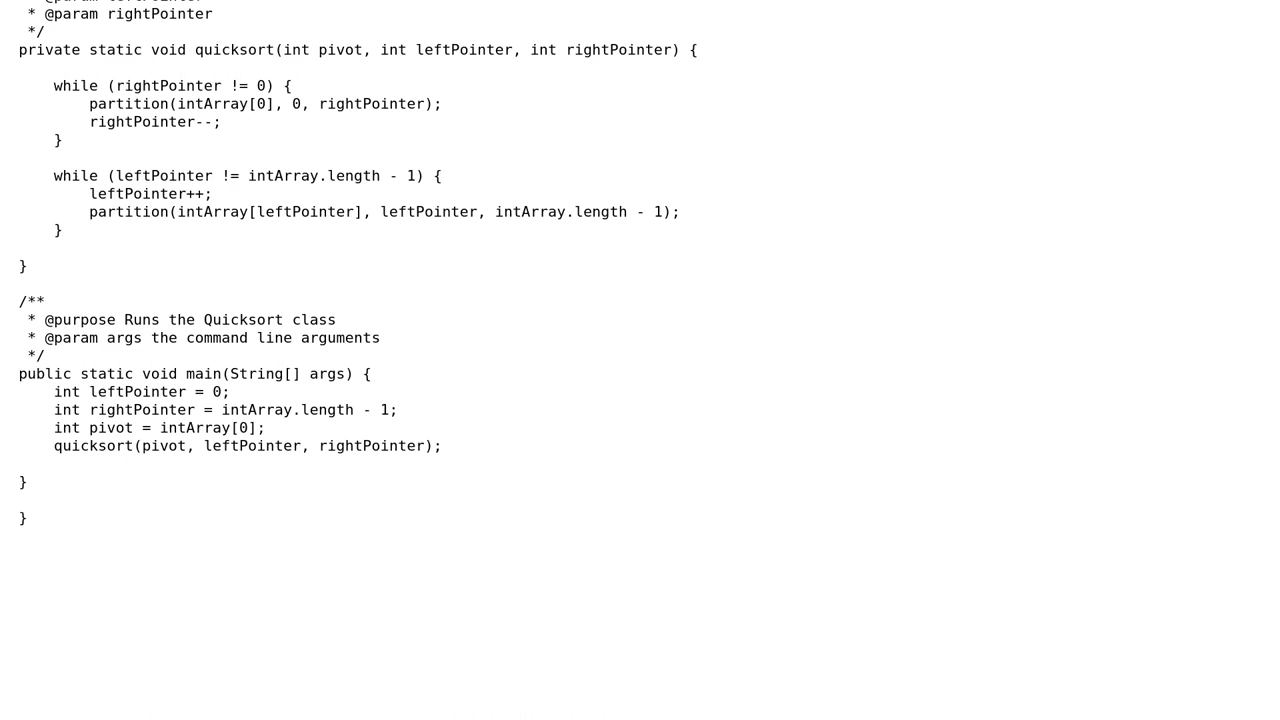 * @param rightPointer
 */
private static void quicksort(int pivot, int leftPointer, int rightPointer) {
    while (rightPointer != 0) {
        partition(intArray[0], 0, rightPointer);
        rightPointer--;
    }
    while (leftPointer != intArray.length - 1) {
        leftPointer++;
        partition(intArray[leftPointer], leftPointer, intArray.length - 1);
    }
}
/**
 * @purpose Runs the Quicksort class
 * @param args the command line arguments
 */
public static void main(String[] args) {
    int leftPointer = 0;
    int rightPointer = intArray.length - 1;
    int pivot = intArray[0];
    quicksort(pivot, leftPointer, rightPointer);
}
}